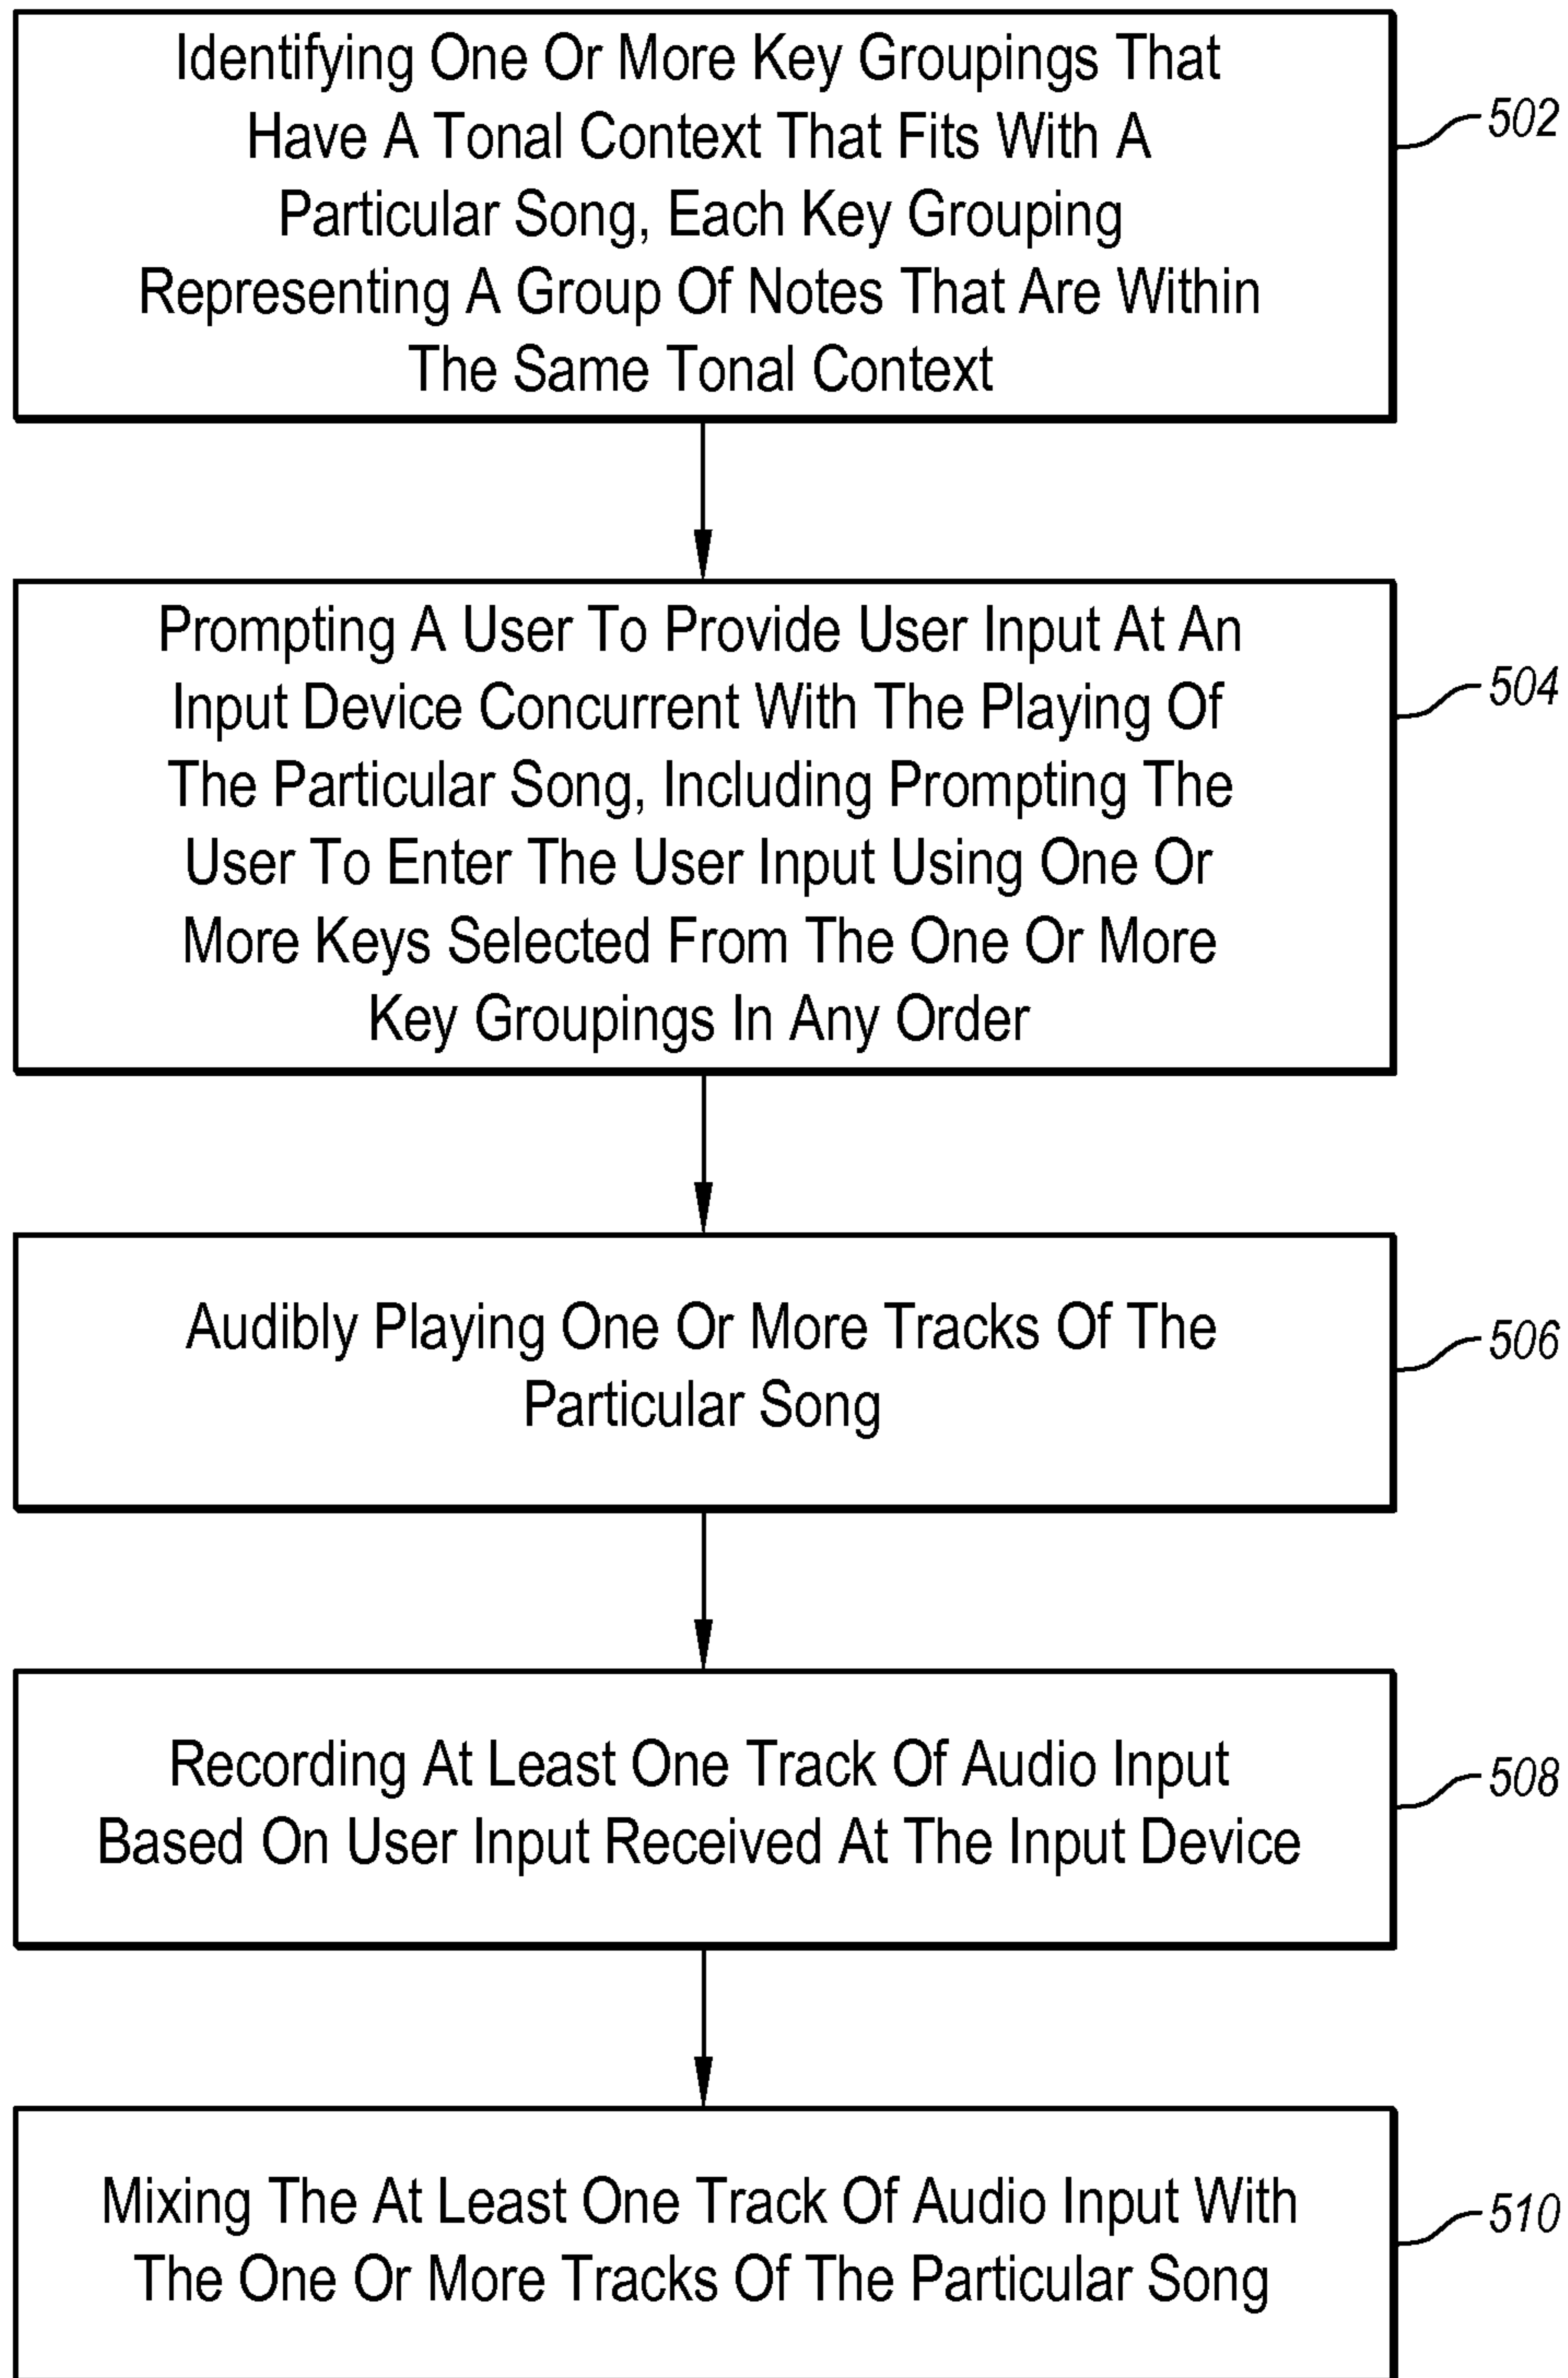 Identifying One Or More Key Groupings That
Have A Tonal Context That Fits With A
Particular Song, Each Key Grouping
Representing A Group Of Notes That Are Within
The Same Tonal Context
502
Prompting A User To Provide User Input At An
Input Device Concurrent With The Playing Of
The Particular Song, Including Prompting The
User To Enter The User Input Using One Or
More Keys Selected From The One Or More
Key Groupings In Any Order
504
Audibly Playing One Or More Tracks Of The
Particular Song
506
Recording At Least One Track Of Audio Input
Based On User Input Received At The Input Device
508
Mixing The At Least One Track Of Audio Input With
The One Or More Tracks Of The Particular Song
510